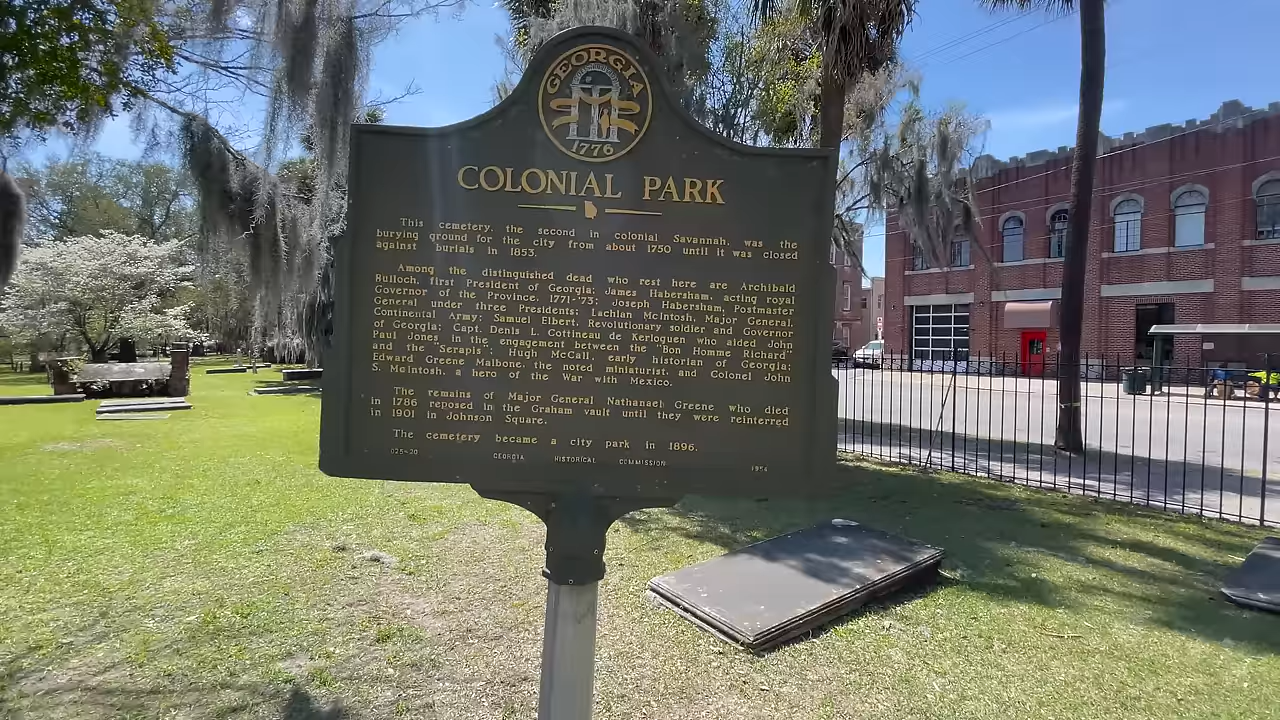 GEORGIA
1776
COLONIAL PARK
This cemetery, the second in colonial Savannah, was the
burying ground for the city from about 1750 until it was closed
against burials in 1853.
Among the distinguished dead who rest here are Archibald
Bulloch, first President of Georgia; James Habersham, acting royal
Governor of the Province, 1771-'73; Joseph Habersham, Postmaster
General under three Presidents; Lachlan McIntosh, Major General,
Continental Army; Samuel Elbert, Revolutionary soldier and Governor
of Georgia; Capt. Denis L. Cottineau de Kerloguen who aided John
Paul Jones in the engagement between the "Bon Homme Richard"
and the "Serapis"; Hugh McCall, early historian of Georgia;
Edward Greene Malbone, the noted miniaturist, and Colonel John
S. McIntosh, a hero of the War with Mexico.
The remains of Major General Nathanael Greene who died
in 1786 reposed in the Graham vault until they were reinterred
in 1901 in Johnson Square.
The cemetery became a city park in 1896.
025-20 GEORGIA HISTORICAL COMMISSION 1954